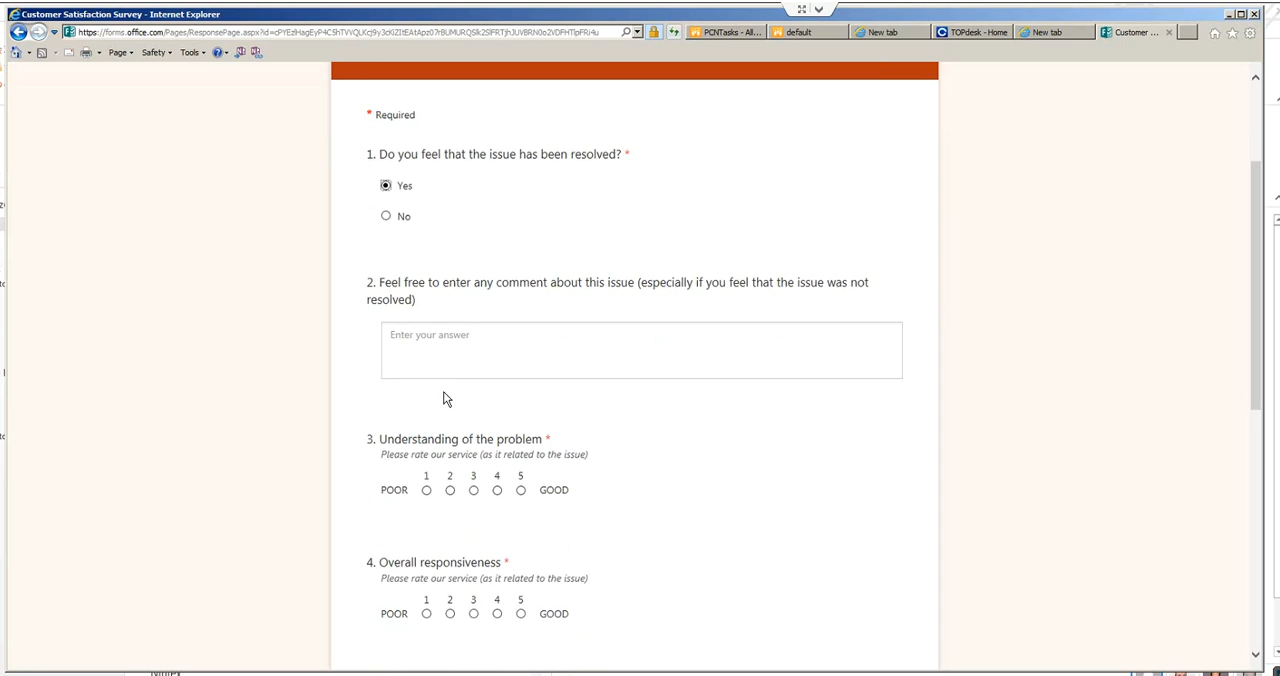 Customer Satisfaction Survey - Internet Explorer
PCNTasks - All...
default
New tab
TOPdesk - Home
New tab
Customer ...
Page
Safety
Tools
* Required
1. Do you feel that the issue has been resolved? *
Yes
No
2. Feel free to enter any comment about this issue (especially if you feel that the issue was not
resolved)
Enter your answer
3. Understanding of the problem *
Please rate our service (as it related to the issue)
1 2 3 4 5
POOR GOOD
4. Overall responsiveness *
Please rate our service (as it related to the issue)
1 2 3 4 5
POOR GOOD